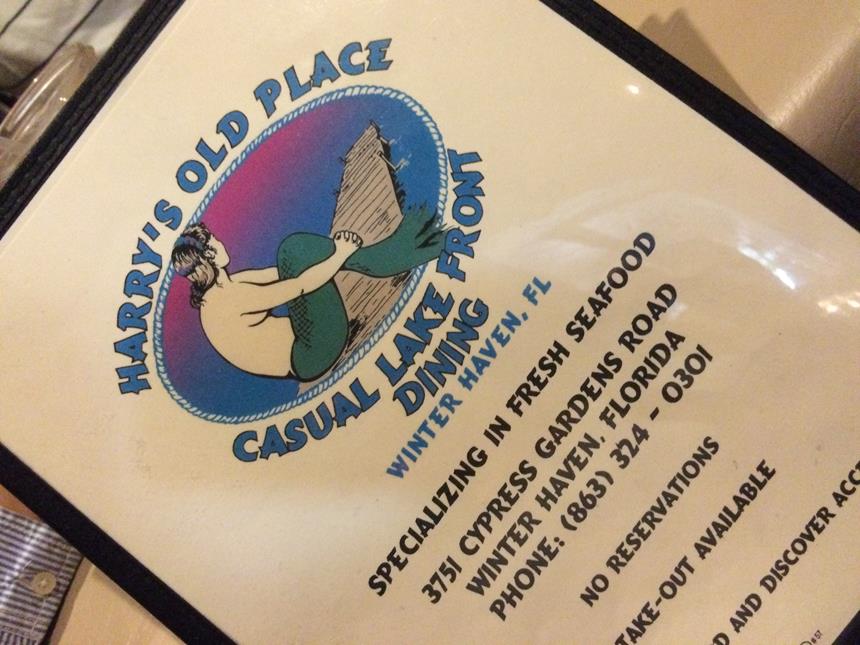 HARRY'S OLD PLACE
CASUAL LAKE FRONT
DINING
WINTER HAVEN, FL
SPECIALIZING IN FRESH SEAFOOD
3751 CYPRESS GARDENS ROAD
WINTER HAVEN, FLORIDA
PHONE: (863) 324 - 0301
NO RESERVATIONS
TAKE-OUT AVAILABLE
AND DISCOVER